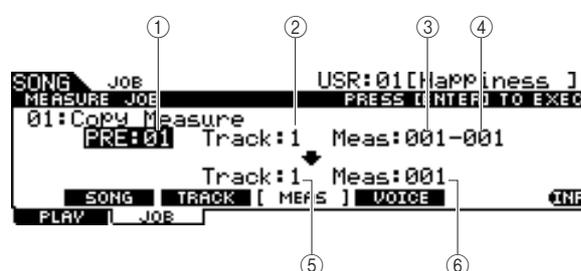 ① ② ③ ④
SONG JOB USR:01[Happiness ]
MEASURE JOB PRESS [ENTER] TO EXEC
01:Copy Measure
PRE:01 Track:1 Meas:001-001
Track:1 Meas:001
SONG TRACK [ MEAS ] VOICE
PLAY JOB
⑤ ⑥